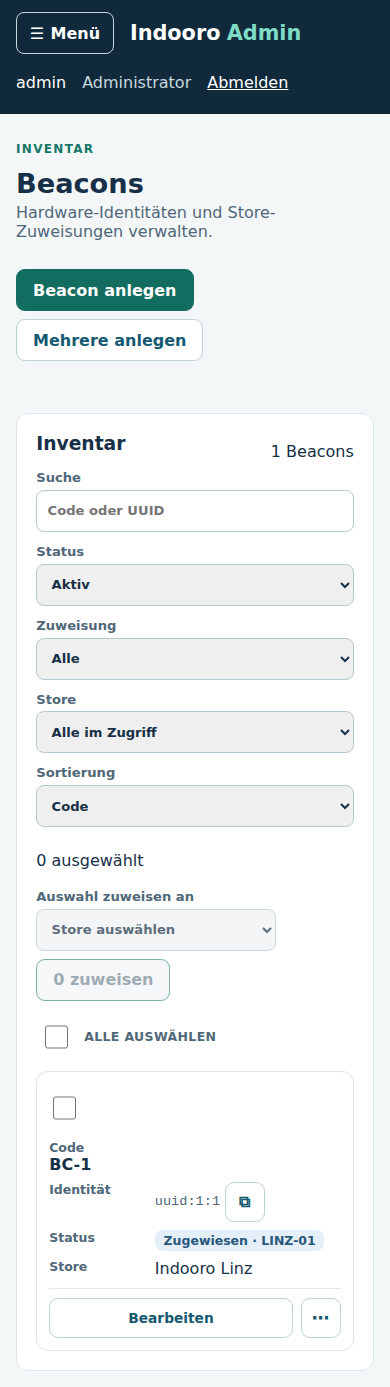 ☰ Menü Indooro Admin
admin Administrator Abmelden
INVENTAR
Beacons
Hardware-Identitäten und Store-
Zuweisungen verwalten.
Beacon anlegen
Mehrere anlegen
Inventar
1 Beacons
Suche
Code oder UUID
Status
Aktiv
Zuweisung
Alle
Store
Alle im Zugriff
Sortierung
Code
0 ausgewählt
Auswahl zuweisen an
Store auswählen
0 zuweisen
ALLE AUSWÄHLEN
Code
BC-1
Identität
uuid:1:1 ⧉
Status Zugewiesen · LINZ-01
Store Indooro Linz
Bearbeiten ⋯